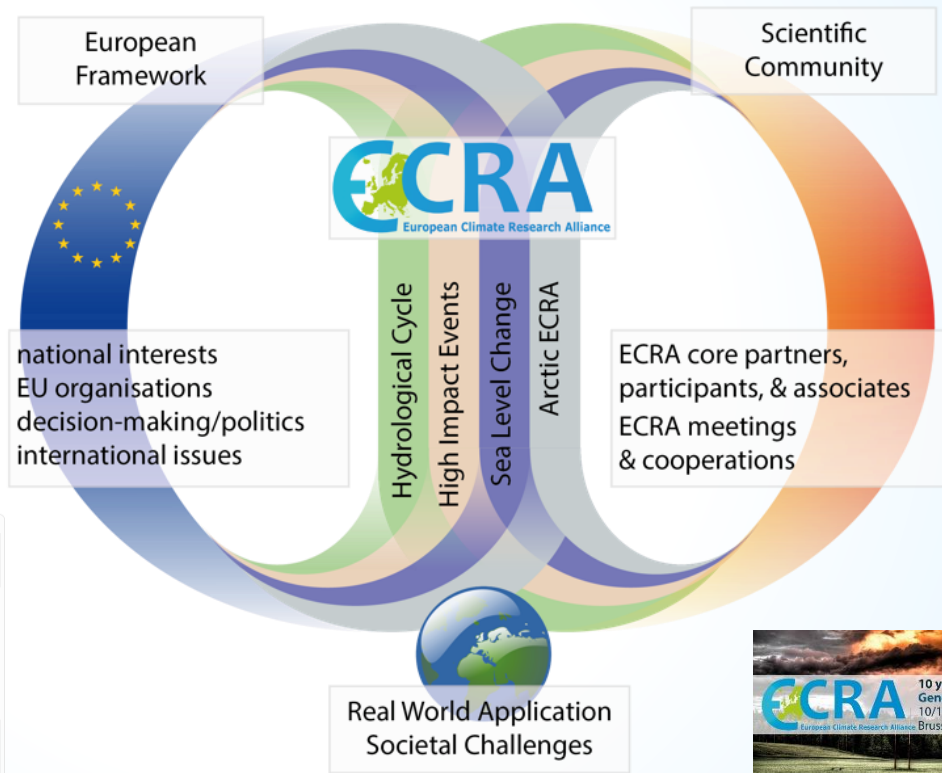 European
Framework
Scientific
Community
ECRA
European Climate Research Alliance
Hydrological Cycle
High Impact Events
Sea Level Change
Arctic ECRA
national interests
EU organisations
decision-making/politics
international issues
ECRA core partners,
participants, & associates
ECRA meetings
& cooperations
Real World Application
Societal Challenges
ECRA
European Climate Research Alliance
10